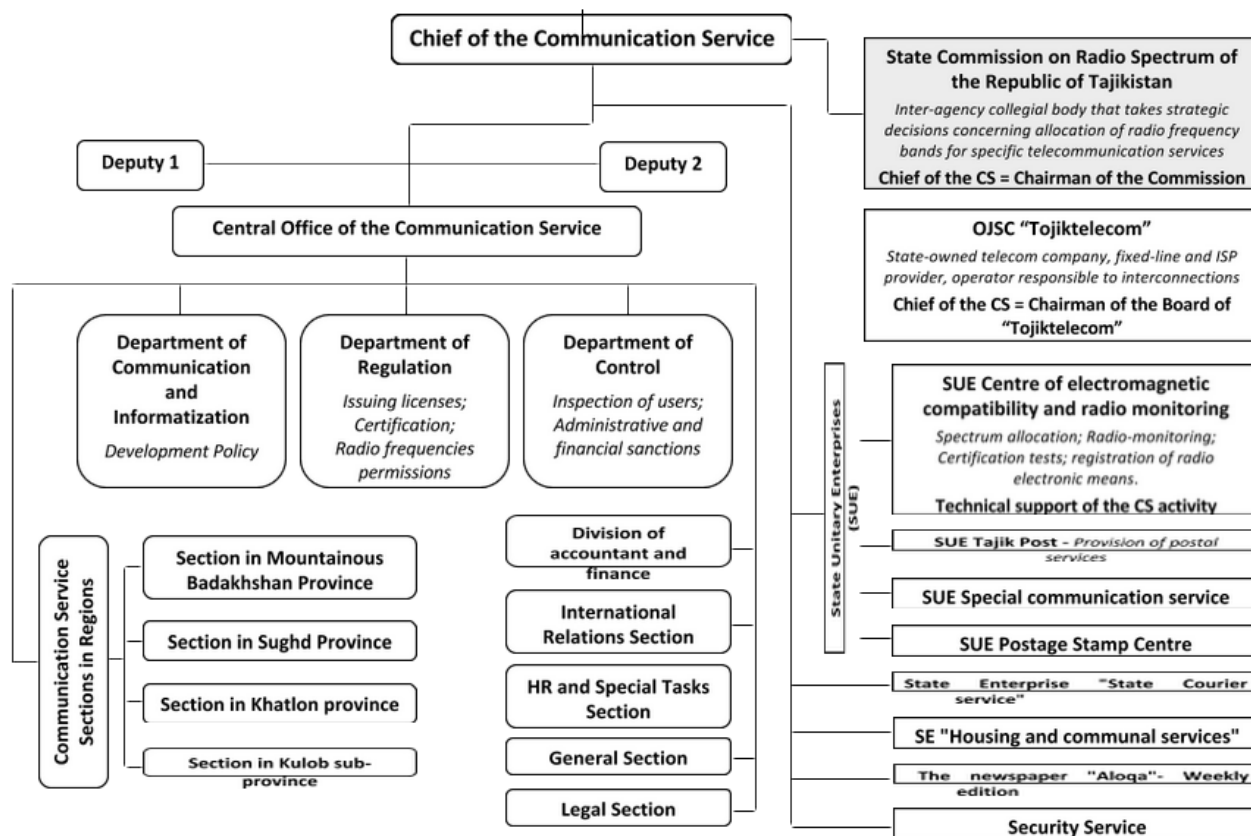 Chief of the Communication Service
State Commission on Radio Spectrum of
the Republic of Tajikistan
Inter-agency collegial body that takes strategic
decisions concerning allocation of radio frequency
bands for specific telecommunication services
Chief of the CS = Chairman of the Commission
Deputy 1
Deputy 2
Central Office of the Communication Service
OJSC “Tojiktelecom”
State-owned telecom company, fixed-line and ISP
provider, operator responsible to interconnections
Chief of the CS = Chairman of the Board of
“Tojiktelecom”
Department of
Communication
and
Informatization
Development Policy
Department of
Regulation
Issuing licenses;
Certification;
Radio frequencies
permissions
Department of
Control
Inspection of users;
Administrative and
financial sanctions
State Unitary Enterprises
(SUE)
SUE Centre of electromagnetic
compatibility and radio monitoring
Spectrum allocation; Radio-monitoring;
Certification tests; registration of radio
electronic means.
Technical support of the CS activity
SUE Tajik Post - Provision of postal
services
SUE Special communication service
SUE Postage Stamp Centre
State Enterprise "State Courier
service"
SE "Housing and communal services"
The newspaper "Aloqa"- Weekly
edition
Security Service
Communication Service
Sections in Regions
Section in Mountainous
Badakhshan Province
Section in Sughd Province
Section in Khatlon province
Section in Kulob sub-
province
Division of
accountant and
finance
International
Relations Section
HR and Special Tasks
Section
General Section
Legal Section